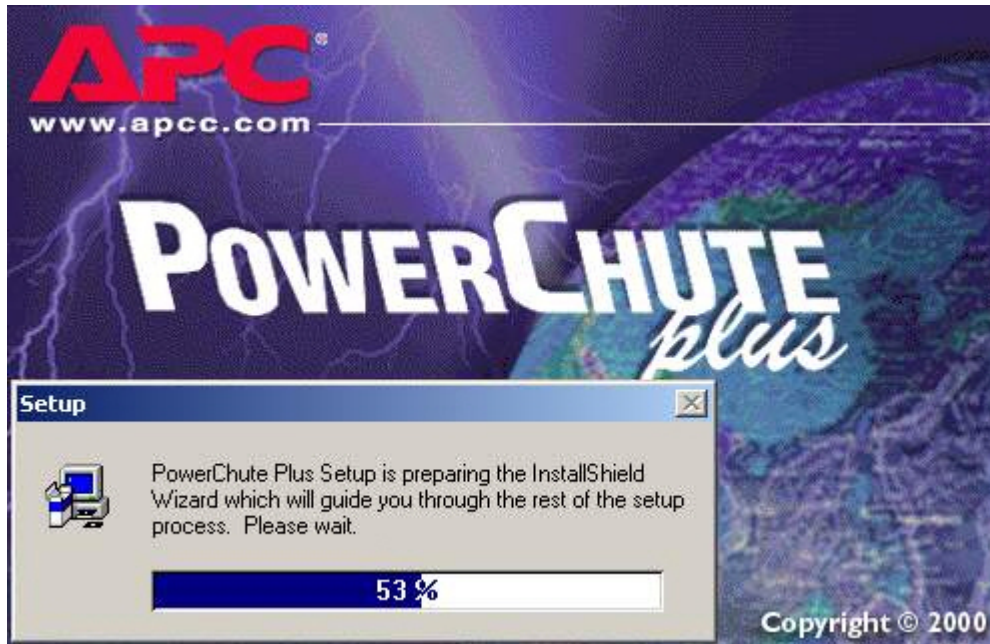 APC®
www.apcc.com
POWERCHUTE
plus
Setup
PowerChute Plus Setup is preparing the InstallShield
Wizard which will guide you through the rest of the setup
process. Please wait.
53 %
Copyright © 2000